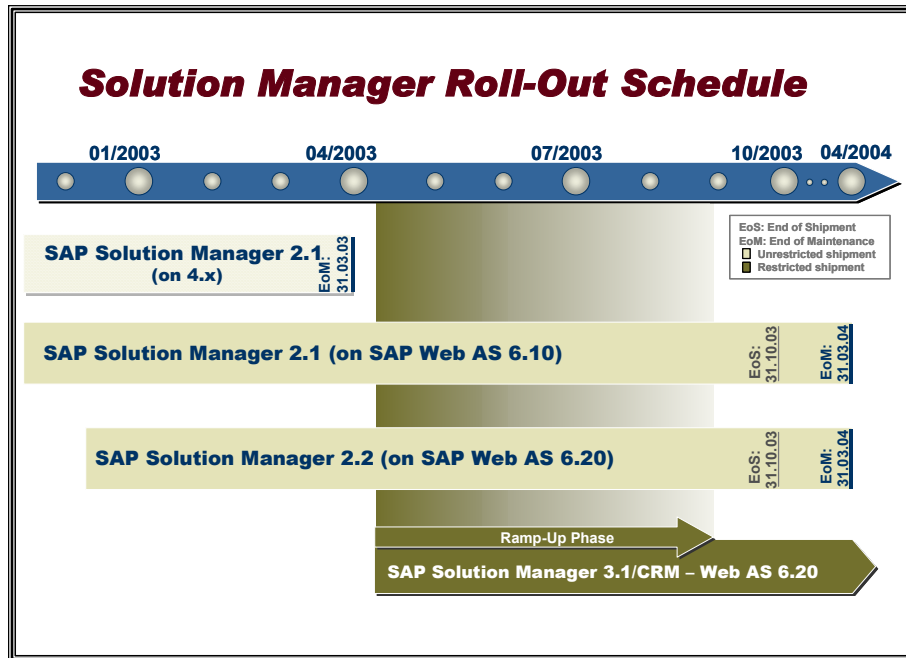 Solution Manager Roll-Out Schedule
01/2003
04/2003
07/2003
10/2003
04/2004
EoS: End of Shipment
EoM: End of Maintenance
Unrestricted shipment
Restricted shipment
SAP Solution Manager 2.1
(on 4.x)
EoM:
31.03.03
SAP Solution Manager 2.1 (on SAP Web AS 6.10)
EoS:
31.10.03
EoM:
31.03.04
SAP Solution Manager 2.2 (on SAP Web AS 6.20)
EoS:
31.10.03
EoM:
31.03.04
Ramp-Up Phase
SAP Solution Manager 3.1/CRM – Web AS 6.20